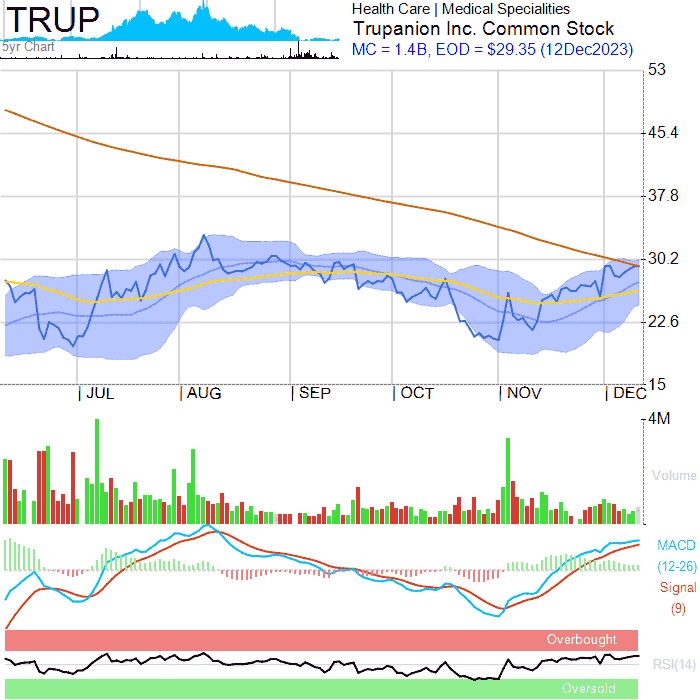 TRUP
5yr Chart
Health Care | Medical Specialities
Trupanion Inc. Common Stock
MC = 1.4B, EOD = $29.35 (12Dec2023)
53
45.4
37.8
30.2
22.6
15
| JUL | AUG | SEP | OCT | NOV | DEC
4M
Volume
MACD
(12-26)
Signal
(9)
Overbought
RSI(14)
Oversold